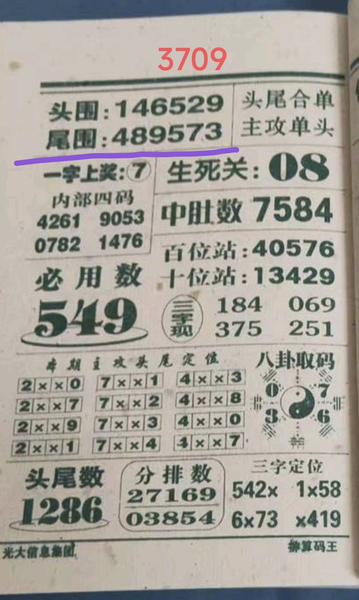 3709
头围:146529
尾围:489573
头尾合单
主攻单头
一字上奖:⑦
生死关:08
内部四码
4261 9053
0782 1476
中肚数 7584
必用数
549
百位站:40576
十位站:13429
三字现
184 069
375 251
本期主攻头尾定位
2××0 7××1 4××3
2××7 7××2 4××8
2××9 7××3 4××0
2××1 7××4 4××7
八卦取码
0 7
3 6
头尾数
1286
分排数
27169
03854
三字定位
542× 1×58
6×73 ×419
光大信息集团
码王